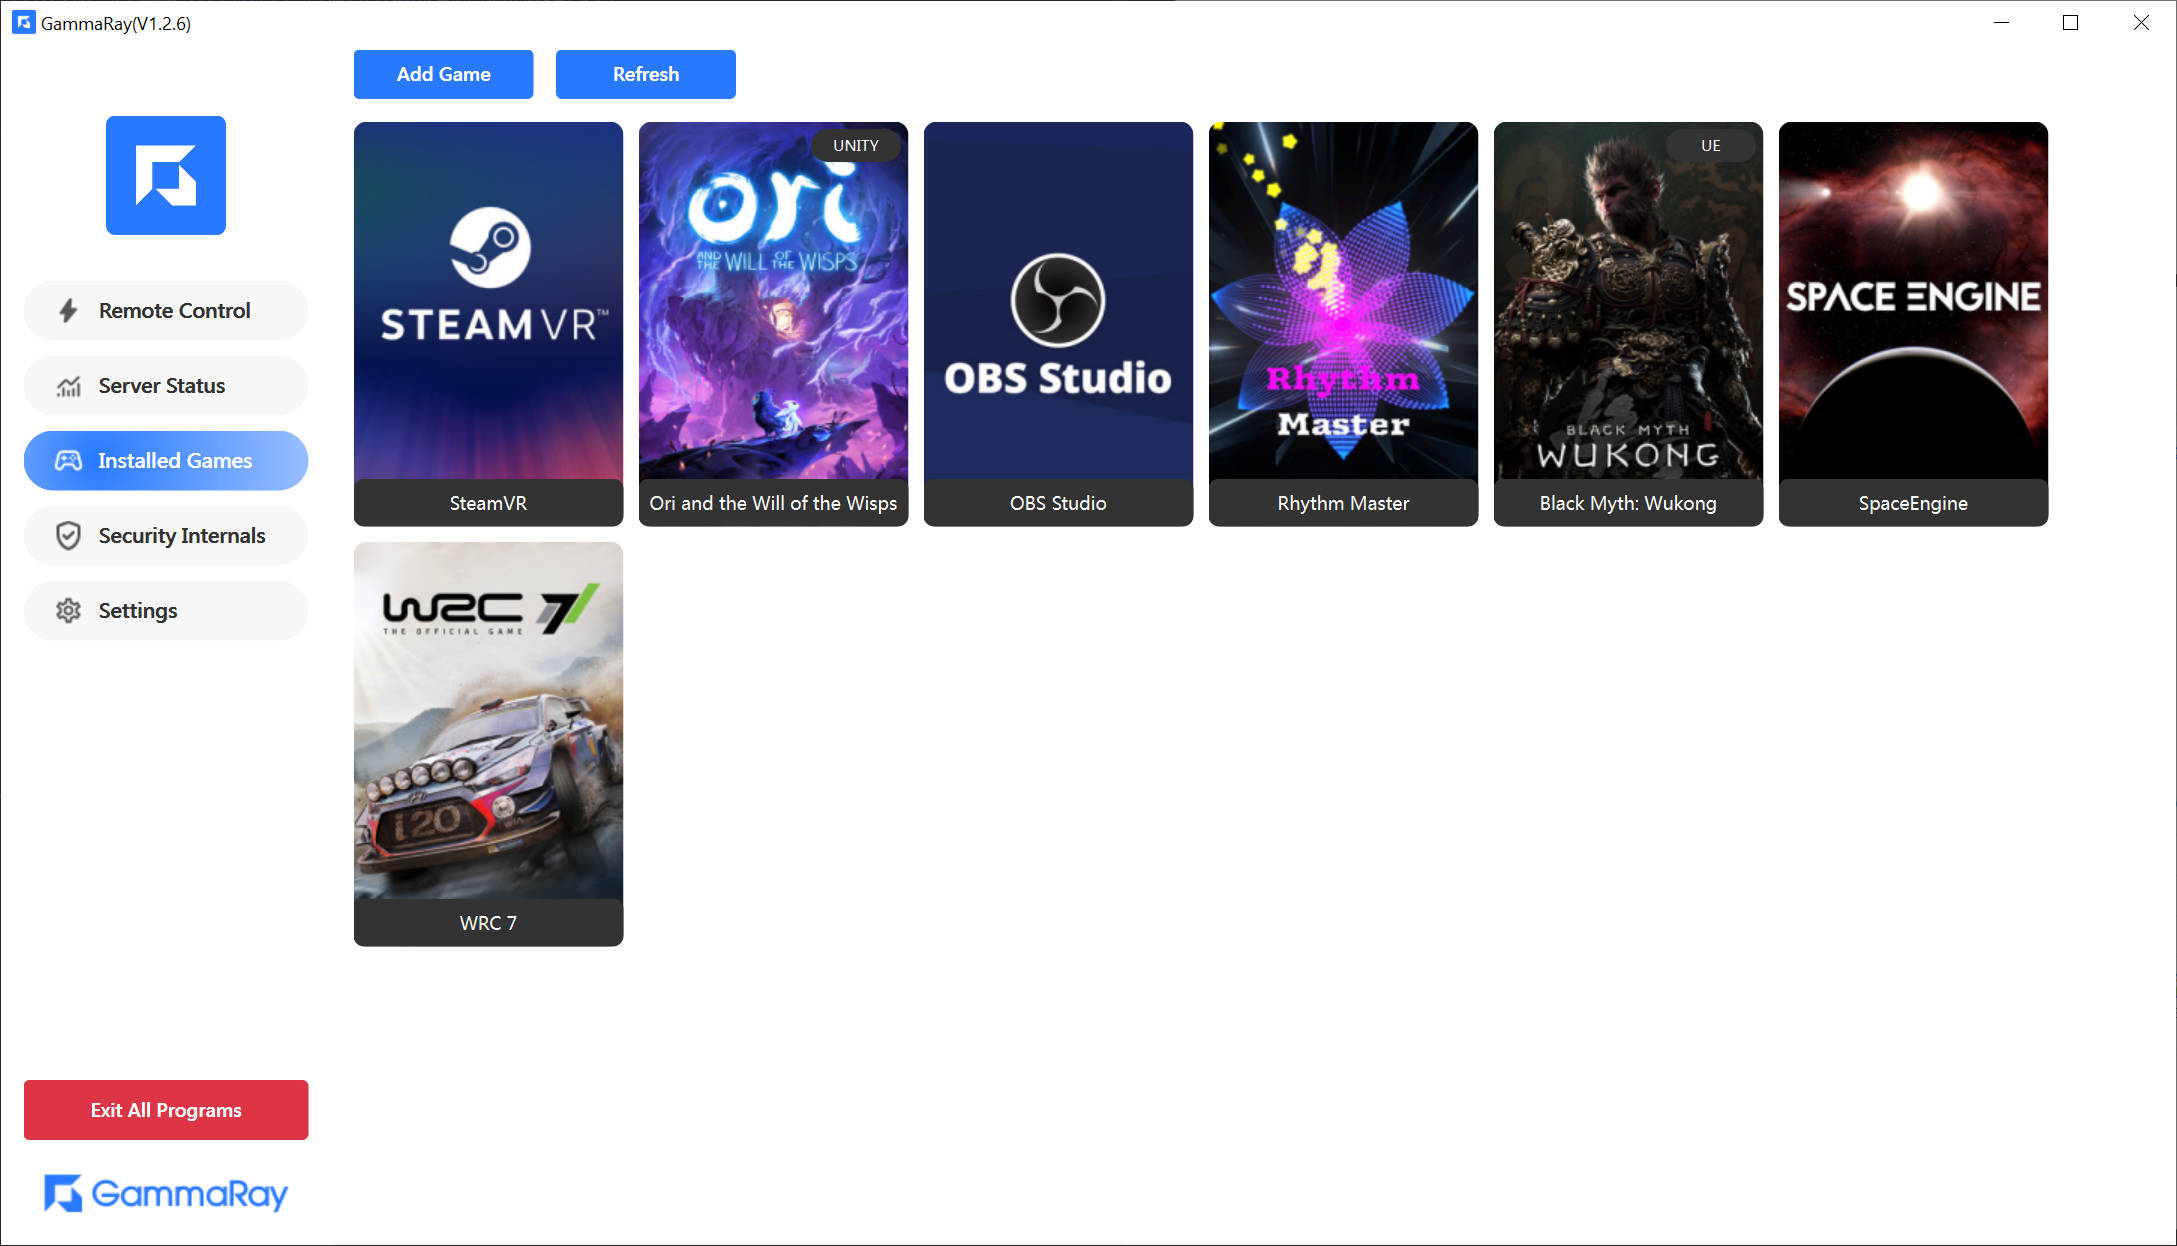 GammaRay(V1.2.6)
Add Game
Refresh
Remote Control
Server Status
Installed Games
Security Internals
Settings
Exit All Programs
GammaRay
STEAMVR™
SteamVR
UNITY
ori
AND THE WILL OF THE WISPS
Ori and the Will of the Wisps
OBS Studio
OBS Studio
Rhythm
Master
Rhythm Master
UE
BLACK MYTH
WUKONG
Black Myth: Wukong
SPACE ENGINE
SpaceEngine
WRC 7
THE OFFICIAL GAME
i20
WRC 7